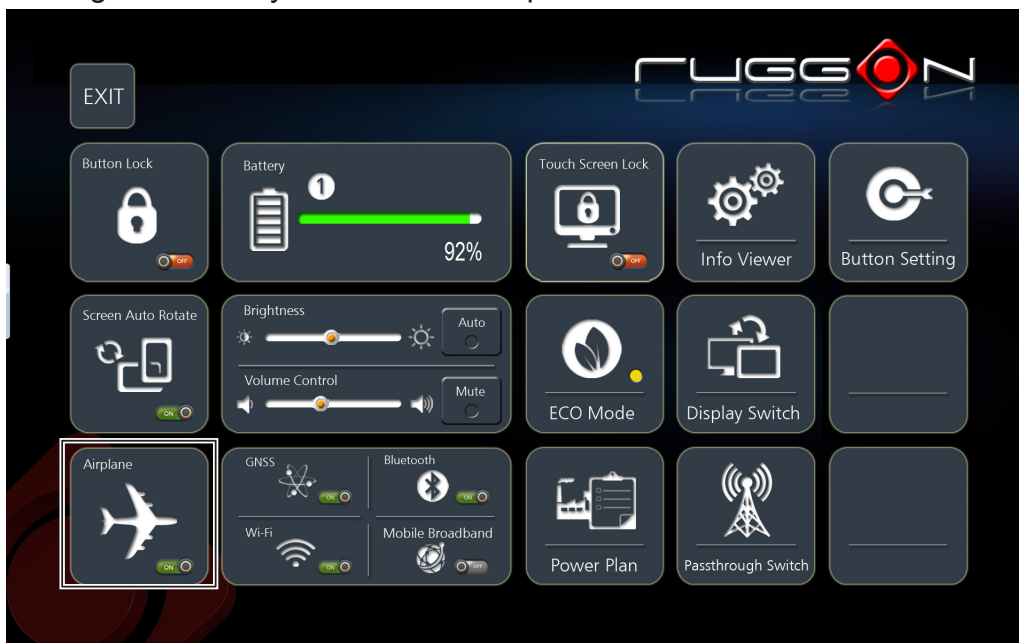 EXIT
RUGGON
Button Lock
OFF
Battery
1
92%
Touch Screen Lock
OFF
Info Viewer
Button Setting
Screen Auto Rotate
ON
Brightness
Auto
Volume Control
Mute
ECO Mode
Display Switch
Airplane
ON
GNSS
ON
Bluetooth
ON
Wi-Fi
ON
Mobile Broadband
OFF
Power Plan
Passthrough Switch